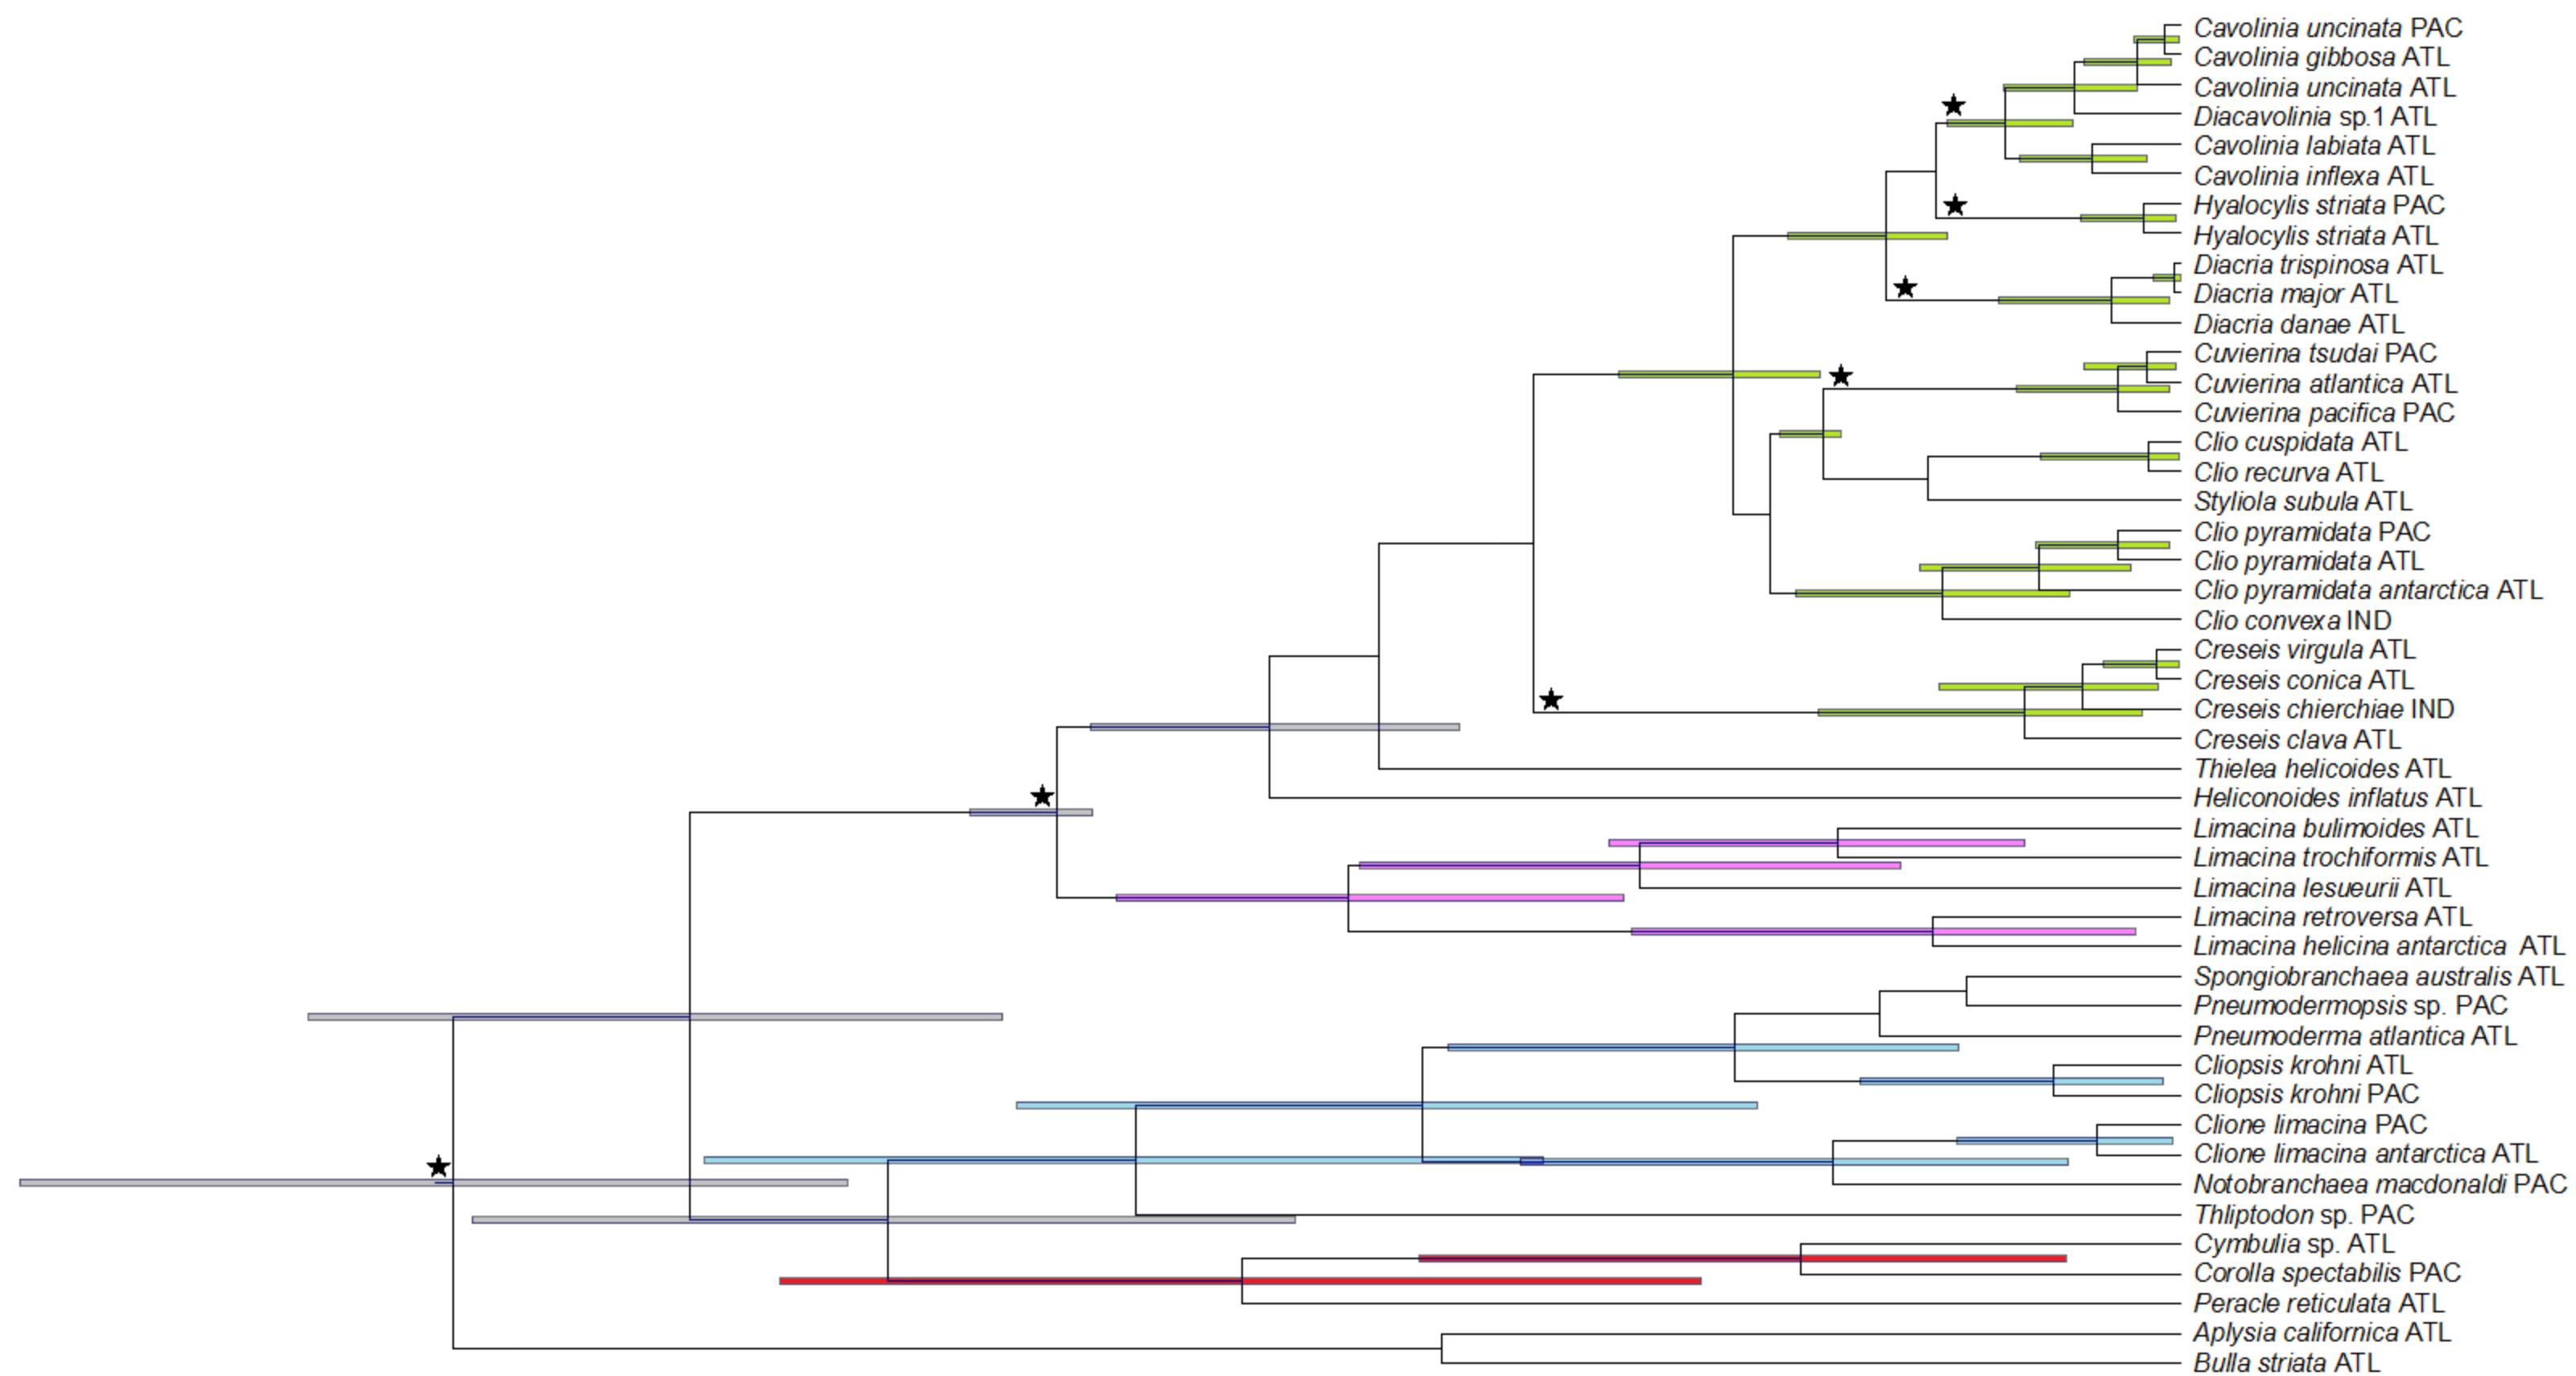 Cavolinia uncinata PAC
Cavolinia gibbosa ATL
Cavolinia uncinata ATL
Diacavolinia sp.1 ATL
Cavolinia labiata ATL
Cavolinia inflexa ATL
Hyalocylis striata PAC
Hyalocylis striata ATL
Diacria trispinosa ATL
Diacria major ATL
Diacria danae ATL
Cuvierina tsudai PAC
Cuvierina atlantica ATL
Cuvierina pacifica PAC
Clio cuspidata ATL
Clio recurva ATL
Styliola subula ATL
Clio pyramidata PAC
Clio pyramidata ATL
Clio pyramidata antarctica ATL
Clio convexa IND
Creseis virgula ATL
Creseis conica ATL
Creseis chierchiae IND
Creseis clava ATL
Thielea helicoides ATL
Heliconoides inflatus ATL
Limacina bulimoides ATL
Limacina trochiformis ATL
Limacina lesueurii ATL
Limacina retroversa ATL
Limacina helicina antarctica ATL
Spongiobranchaea australis ATL
Pneumodermopsis sp. PAC
Pneumoderma atlantica ATL
Cliopsis krohni ATL
Cliopsis krohni PAC
Clione limacina PAC
Clione limacina antarctica ATL
Notobranchaea macdonaldi PAC
Thliptodon sp. PAC
Cymbulia sp. ATL
Corolla spectabilis PAC
Peracle reticulata ATL
Aplysia californica ATL
Bulla striata ATL